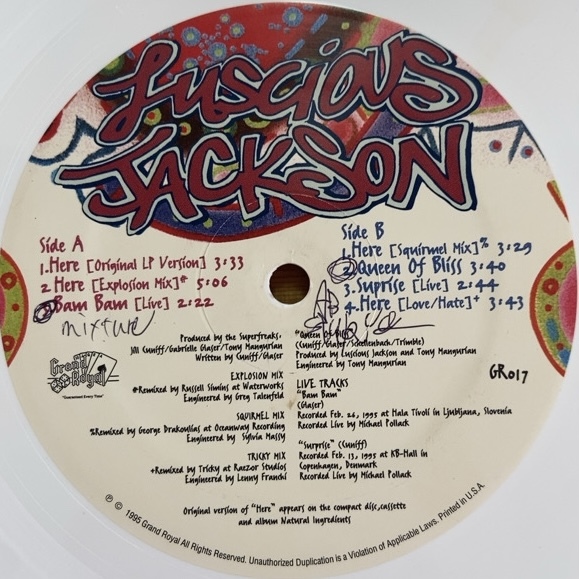 Luscious
JACKSON
Side A
1.Here [Original LP Version] 3:33
2 Here [Explosion Mix]# 5:06
3 Bam Bam [Live] 2:22
mixture
Side B
1.Here [Squirmel Mix]% 3:29
2 Queen Of Bliss 3:40
3.Suprise [Live] 2:44
4.Here [Love/Hate]+ 3:43
Produced by the Superfreaks:
Jill Cuniff/Gabrielle Glaser/Tony Mangurian
Written by Cuniff/Glaser
EXPLOSION MIX
#Remixed by Russell Simins at Waterworks
Engineered by Greg Talenfeld
SQUIRMEL MIX
%Remixed by George Drakoulias at Oceanway Recording
Engineered by Sylvia Massy
TRICKY MIX
+Remixed by Tricky at Raezor Studios
Engineered by Lenny Franchi
"Queen Of Bliss"
(Cuniff/Glaser/Schellenbach/Trimble)
Produced by Luscious Jackson and Tony Mangurian
Engineered by Tony Mangurian
LIVE TRACKS
"Bam Bam"
(Glaser)
Recorded Feb. 26, 1995 at Hala Tivoli in Ljubljana, Slovenia
Recorded Live by Michael Pollack
"Surprise" (Cuniff)
Recorded Feb. 13, 1995 at KB-Hall in
Copenhagen, Denmark
Recorded Live by Michael Pollack
Grand
Royal
"Guaranteed Every Time"
GR017
Original version of "Here" appears on the compact disc,cassette
and album Natural Ingredients
℗ © 1995 Grand Royal All Rights Reserved. Unauthorized Duplication is a Violation of Applicable Laws. Printed in U.S.A.